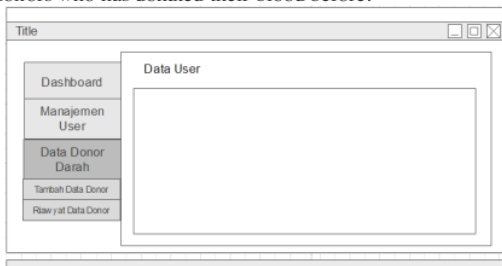 donors who has donated their blood before.
Title
Dashboard
Manajemen
User
Data Donor
Darah
Tambah Data Donor
Riawyat Data Donor
Data User